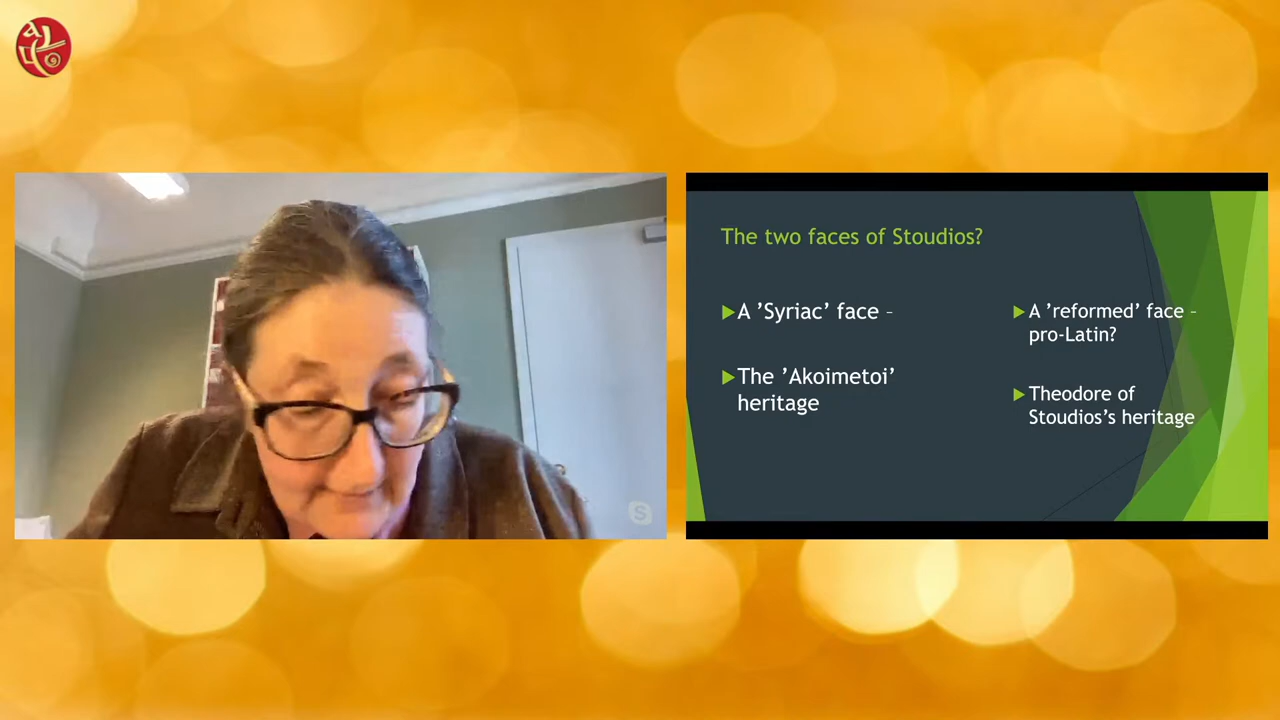 The two faces of Stoudios?
▶A ’Syriac’ face –
▶The ’Akoimetoi’
heritage
▶A ’reformed’ face –
pro-Latin?
▶Theodore of
Stoudios’s heritage
S